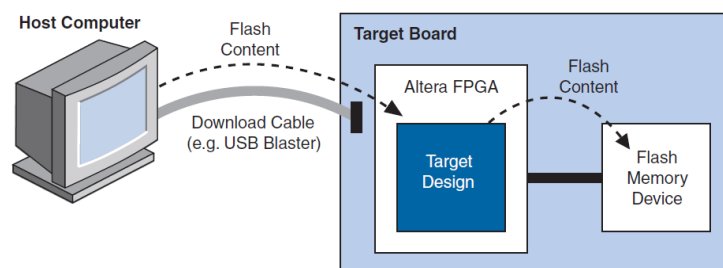 Host Computer
Flash
Content
Download Cable
(e.g. USB Blaster)
Target Board
Altera FPGA
Target
Design
Flash
Content
Flash
Memory
Device